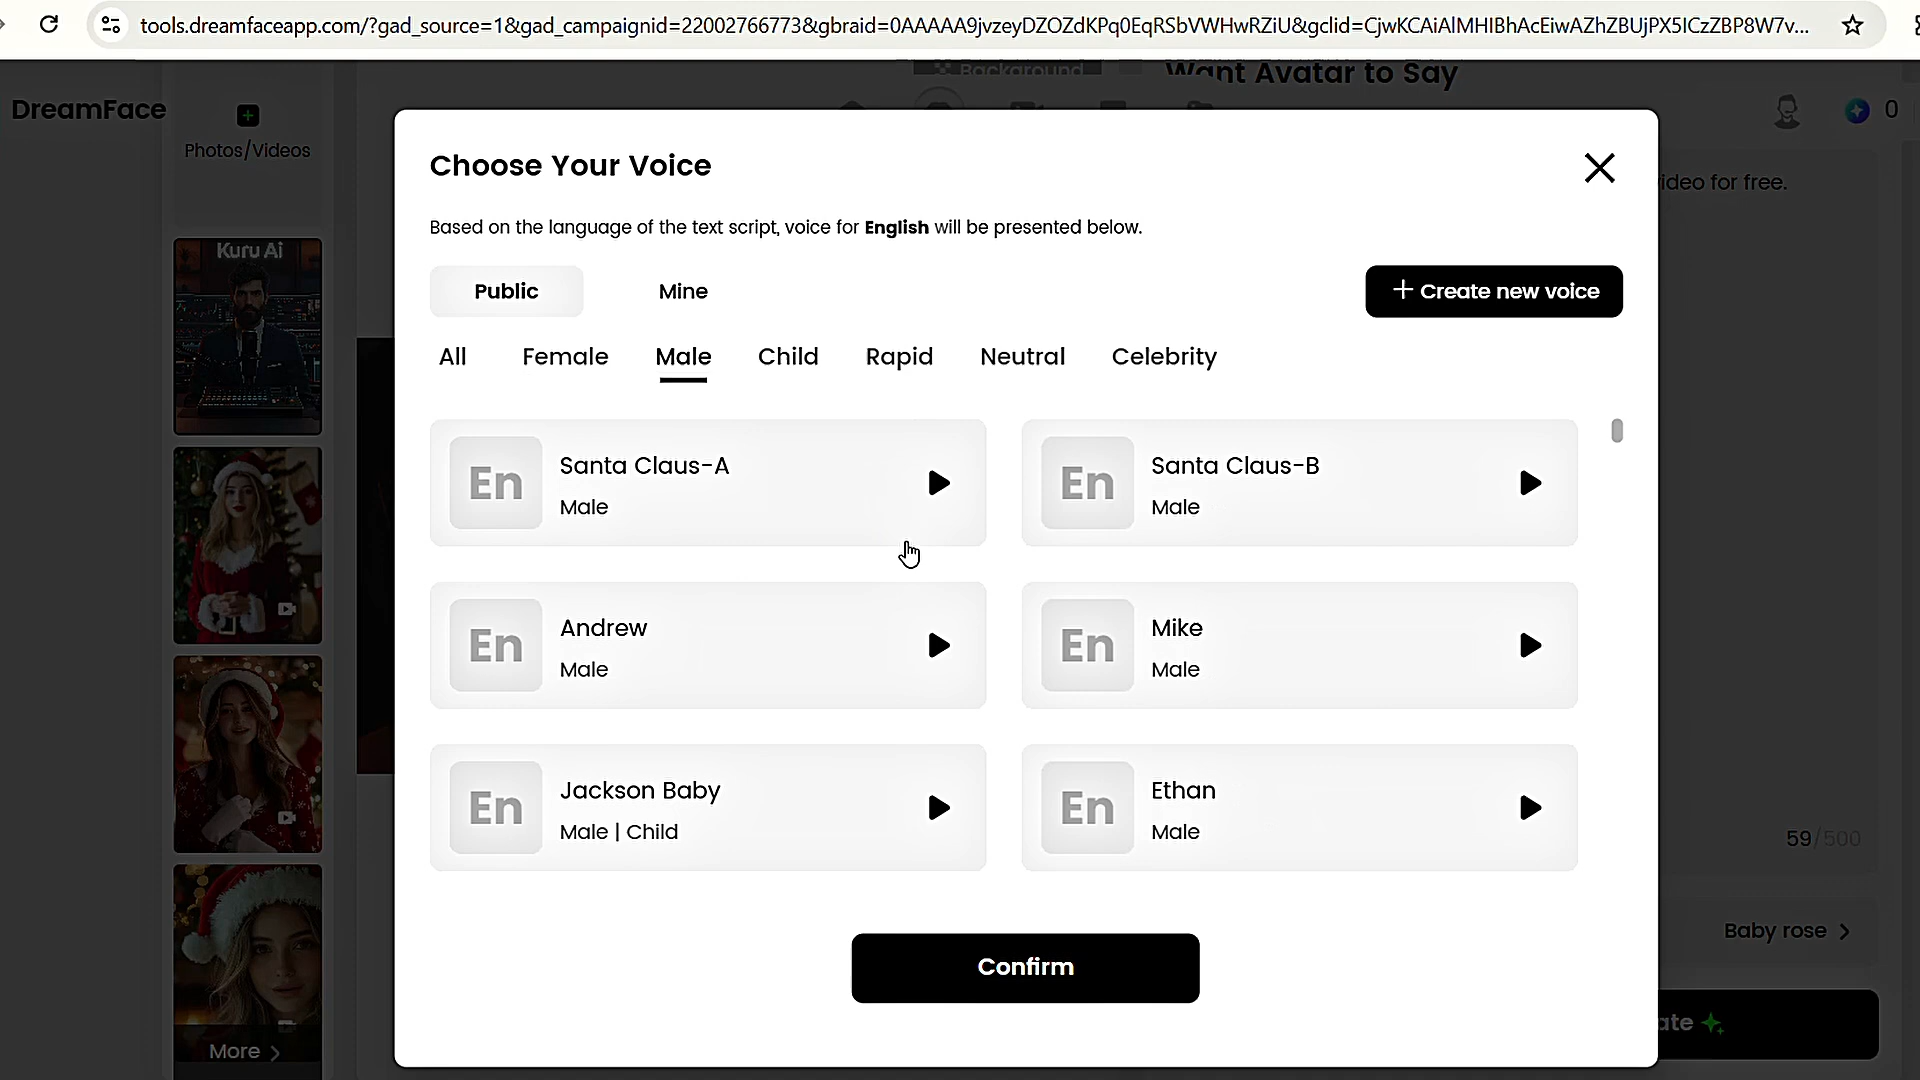 tools.dreamfaceapp.com/?gad_source=1&gad_campaignid=22002766773&gbraid=0AAAAA9jvzeyDZOZdKPq0EqRSbVWHwRZiU&gclid=CjwKCAiAlMHIBhAcEiwAZhZBUjPX5ICzZBP8W7v...
Background
Want Avatar to Say
DreamFace
0
Photos/Videos
Choose Your Voice
ideo for free.
Based on the language of the text script, voice for English will be presented below.
Kuru Ai
Public
Mine
+ Create new voice
All
Female
Male
Child
Rapid
Neutral
Celebrity
En
Santa Claus-A
Male
En
Santa Claus-B
Male
En
Andrew
Male
En
Mike
Male
En
Jackson Baby
Male | Child
En
Ethan
Male
59/500
Baby rose >
Confirm
ate
More >